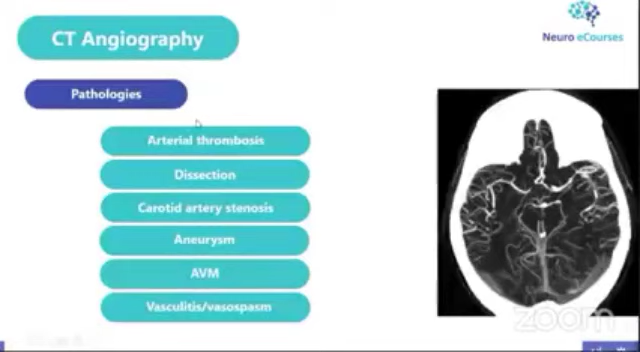 CT Angiography
Neuro eCourses
Pathologies
Arterial thrombosis
Dissection
Carotid artery stenosis
Aneurysm
AVM
Vasculitis/vasospasm
zoom